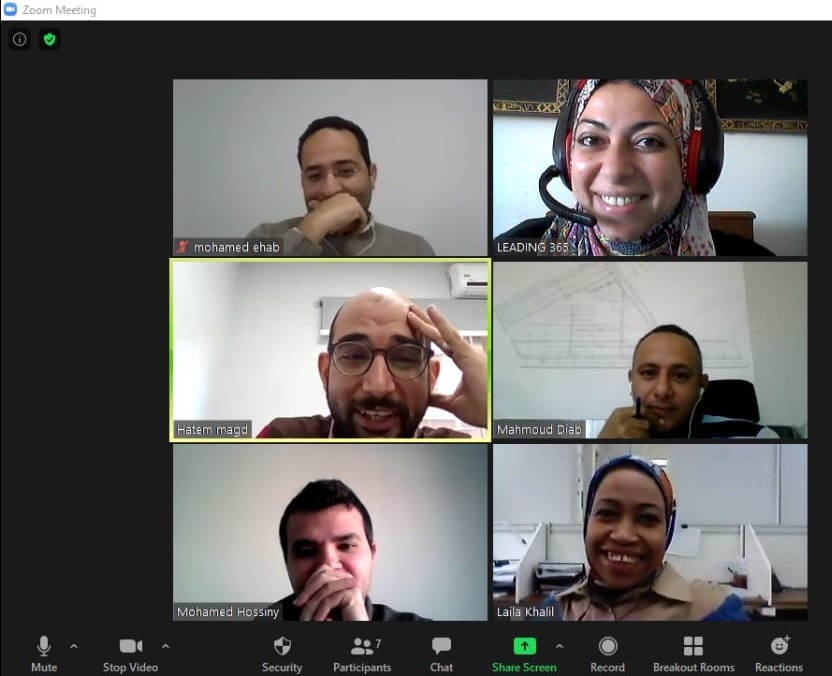 Zoom Meeting
mohamed ehab
LEADING 365
Hatem magd
Mahmoud Diab
Mohamed Hossiny
Laila Khalil
7
Mute
Stop Video
Security
Participants
Chat
Share Screen
Record
Breakout Rooms
Reactions